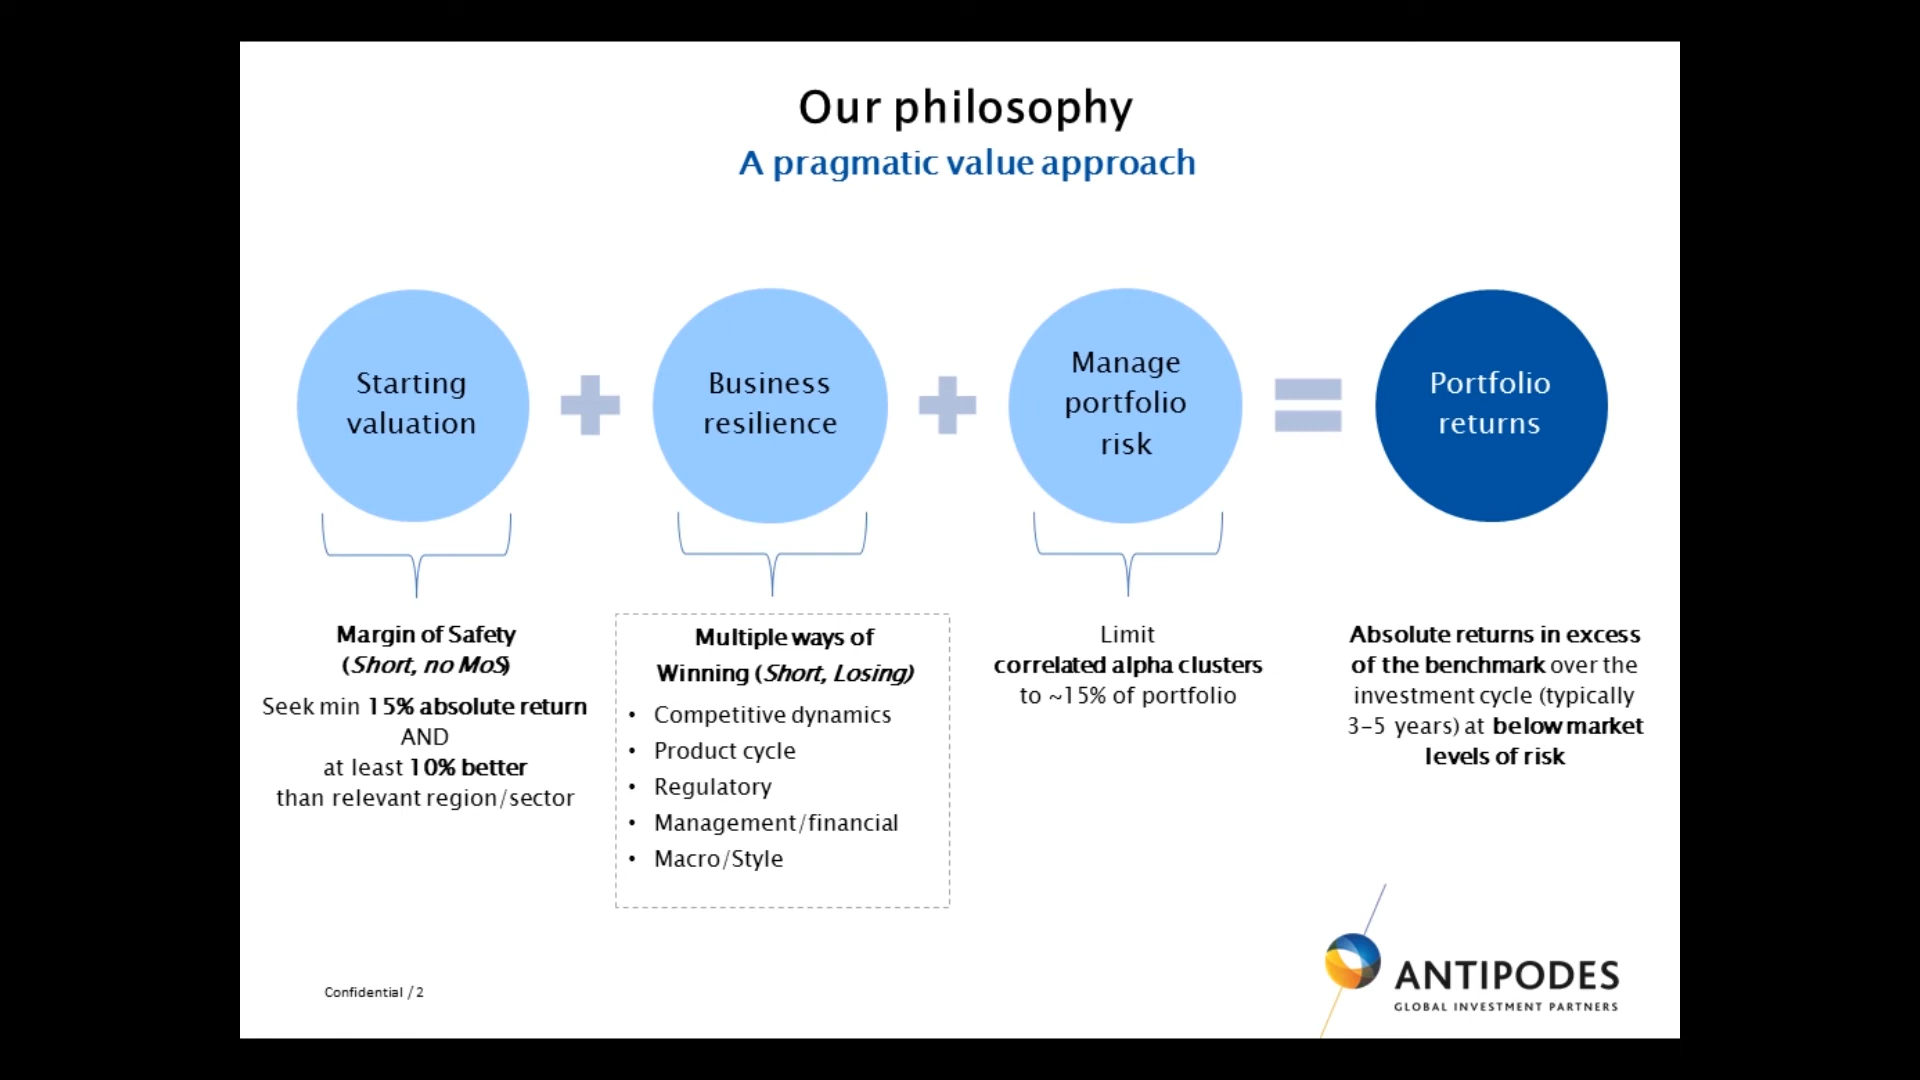 Our philosophy
A pragmatic value approach
Starting
valuation
Business
resilience
Manage
portfolio
risk
Portfolio
returns
Margin of Safety
(Short, no MoS)
Seek min 15% absolute return
AND
at least 10% better
than relevant region/sector
Multiple ways of
Winning (Short, Losing)
• Competitive dynamics
• Product cycle
• Regulatory
• Management/financial
• Macro/Style
Limit
correlated alpha clusters
to ~15% of portfolio
Absolute returns in excess
of the benchmark over the
investment cycle (typically
3-5 years) at below market
levels of risk
Confidential / 2
ANTIPODES
GLOBAL INVESTMENT PARTNERS